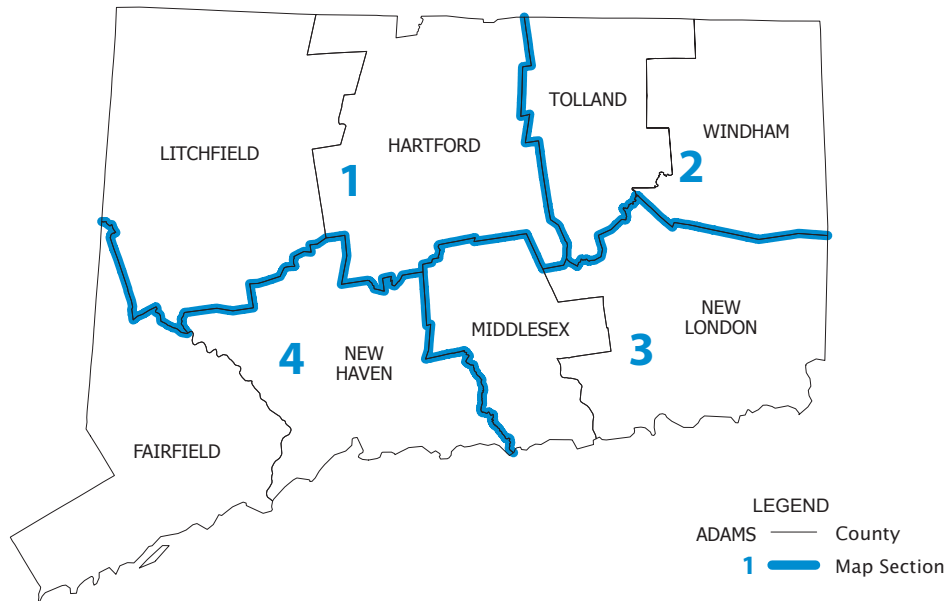 TOLLAND
WINDHAM
LITCHFIELD
HARTFORD
1
2
NEW
LONDON
MIDDLESEX
3
4
NEW
HAVEN
FAIRFIELD
LEGEND
ADAMS County
1 Map Section